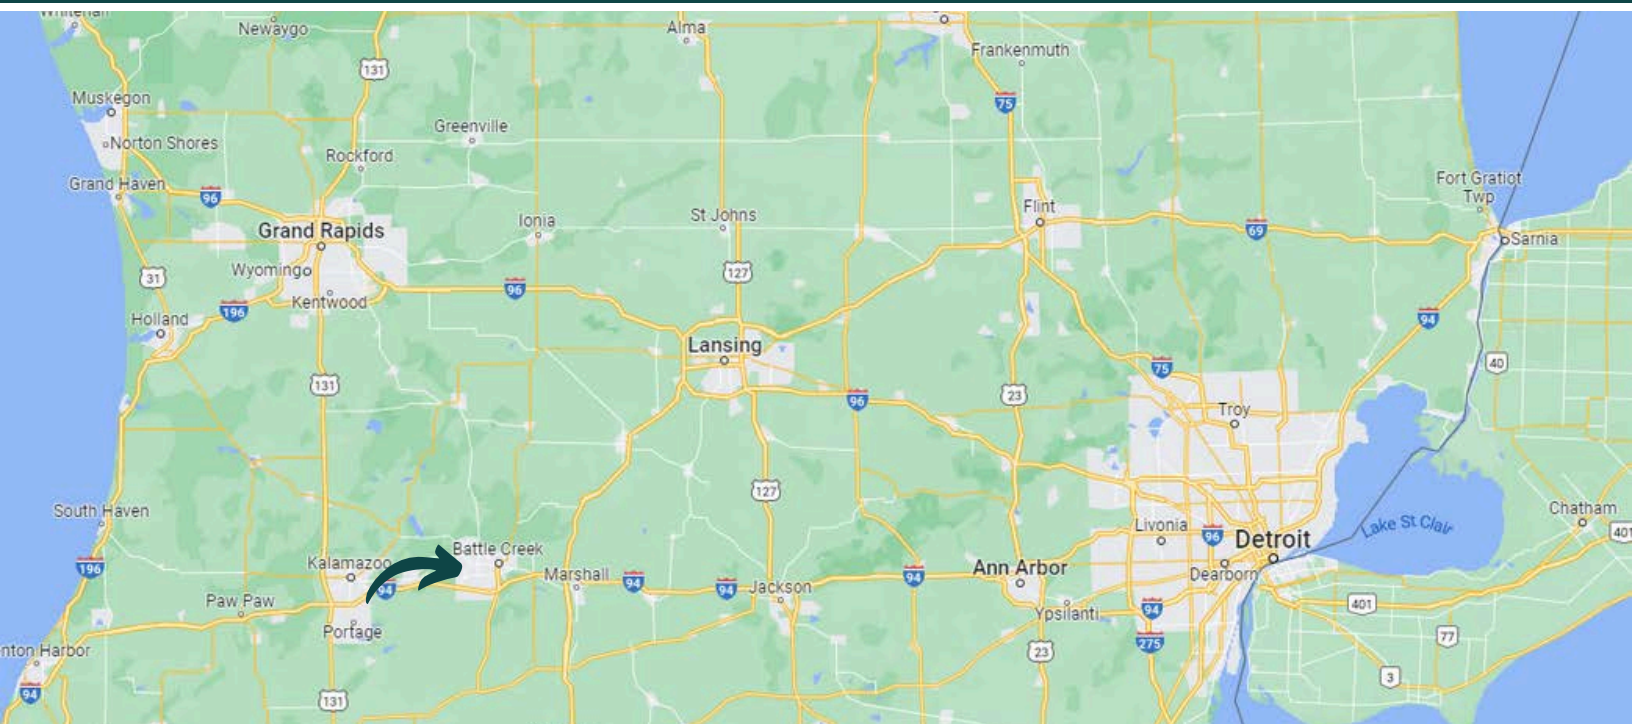 Newaygo
Alma
Frankenmuth
131
75
Muskegon
Norton Shores
Greenville
Rockford
Grand Haven
96
Fort Gratiot
Twp
Flint
Grand Rapids
Ionia
St Johns
69
Sarnia
Wyoming
31
127
Kentwood
96
196
Holland
94
Lansing
40
75
131
23
96
Troy
127
South Haven
Chatham
401
Livonia
96
Detroit
Lake St Clair
Battle Creek
Kalamazoo
196
94
Marshall
94
94
Jackson
94
Ann Arbor
Dearborn
Paw Paw
Ypsilanti
94
401
Portage
275
77
nton Harbor
23
3
94
131